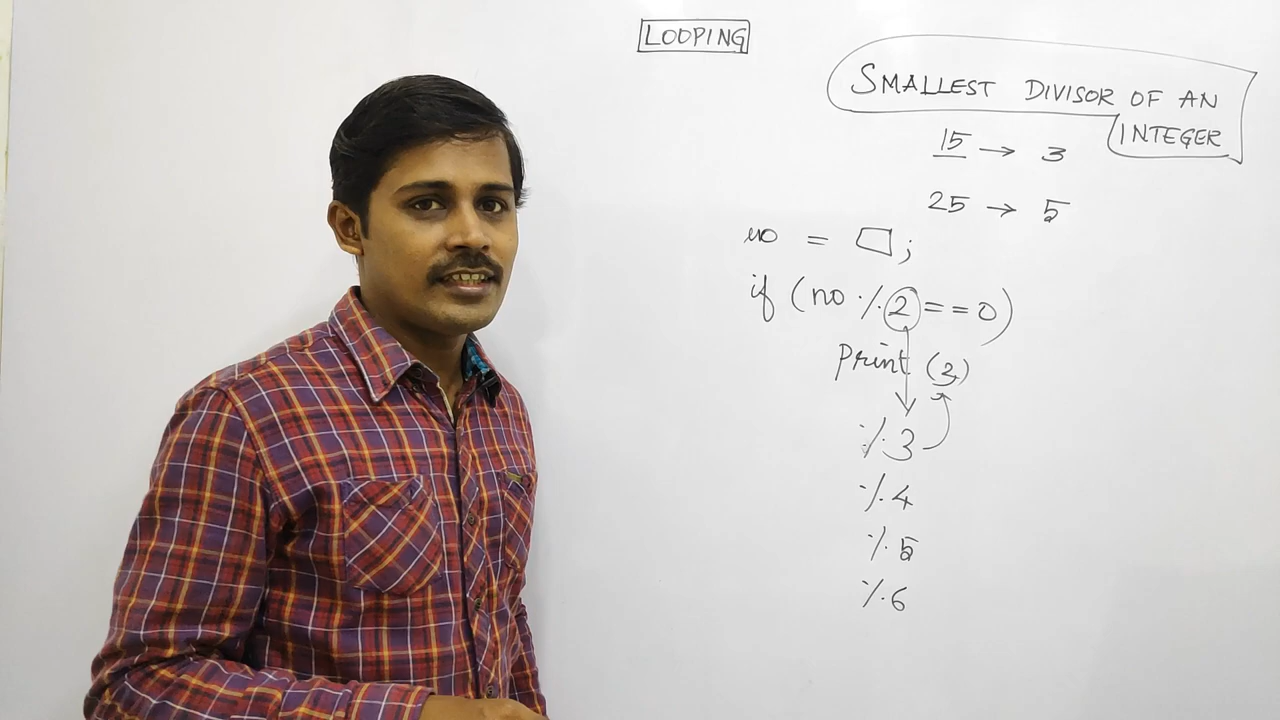 LOOPING
SMALLEST DIVISOR OF AN
INTEGER
15 → 3
25 → 5
no = ▭;
if (no % 2 == 0)
Print (2)
% 3
% 4
% 5
% 6